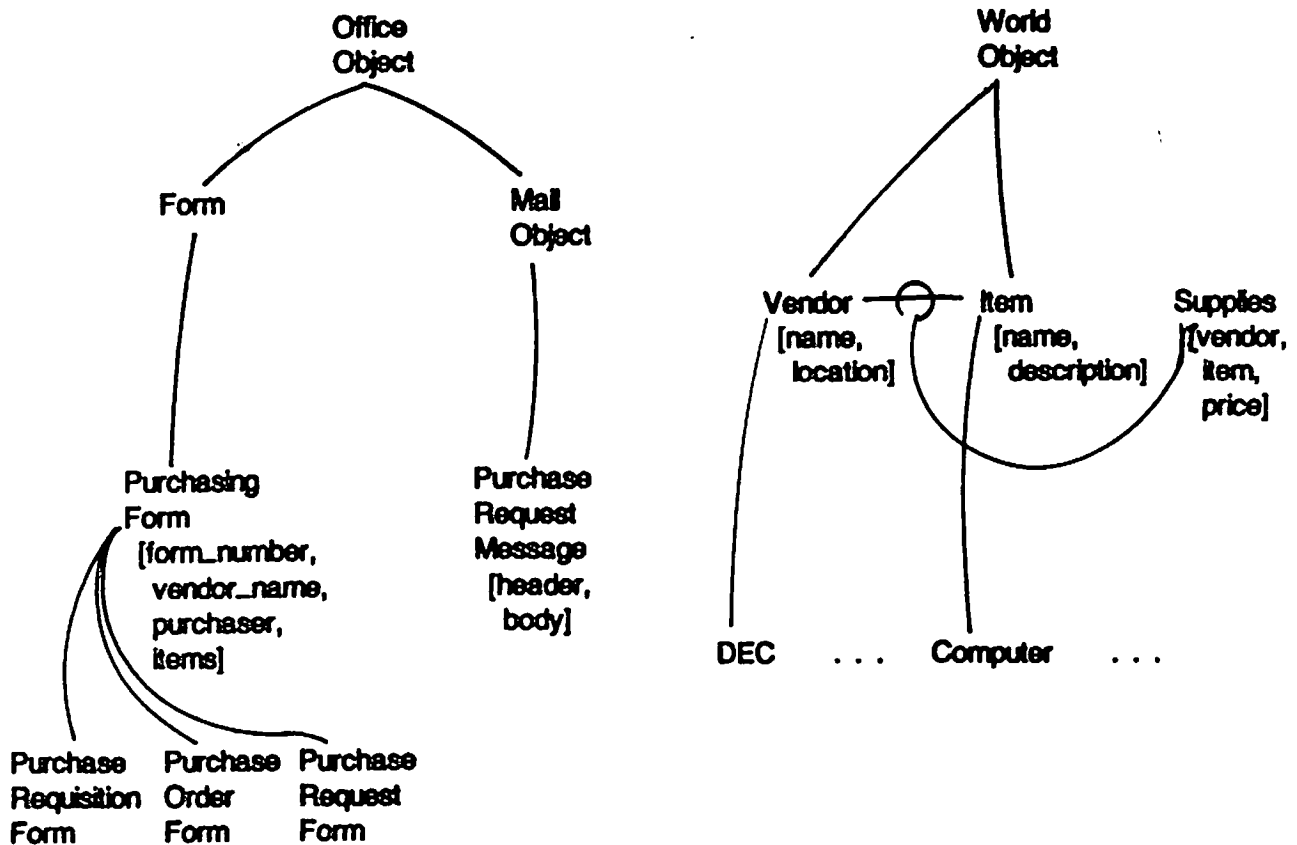 Office
Object
World
Object
Form
Mail
Object
Vendor
[name,
location]
Item
[name,
description]
Supplies
[vendor,
item,
price]
Purchasing
Form
[form_number,
vendor_name,
purchaser,
items]
Purchase
Request
Message
[header,
body]
DEC
. . .
Computer
. . .
Purchase
Requisition
Form
Purchase
Order
Form
Purchase
Request
Form